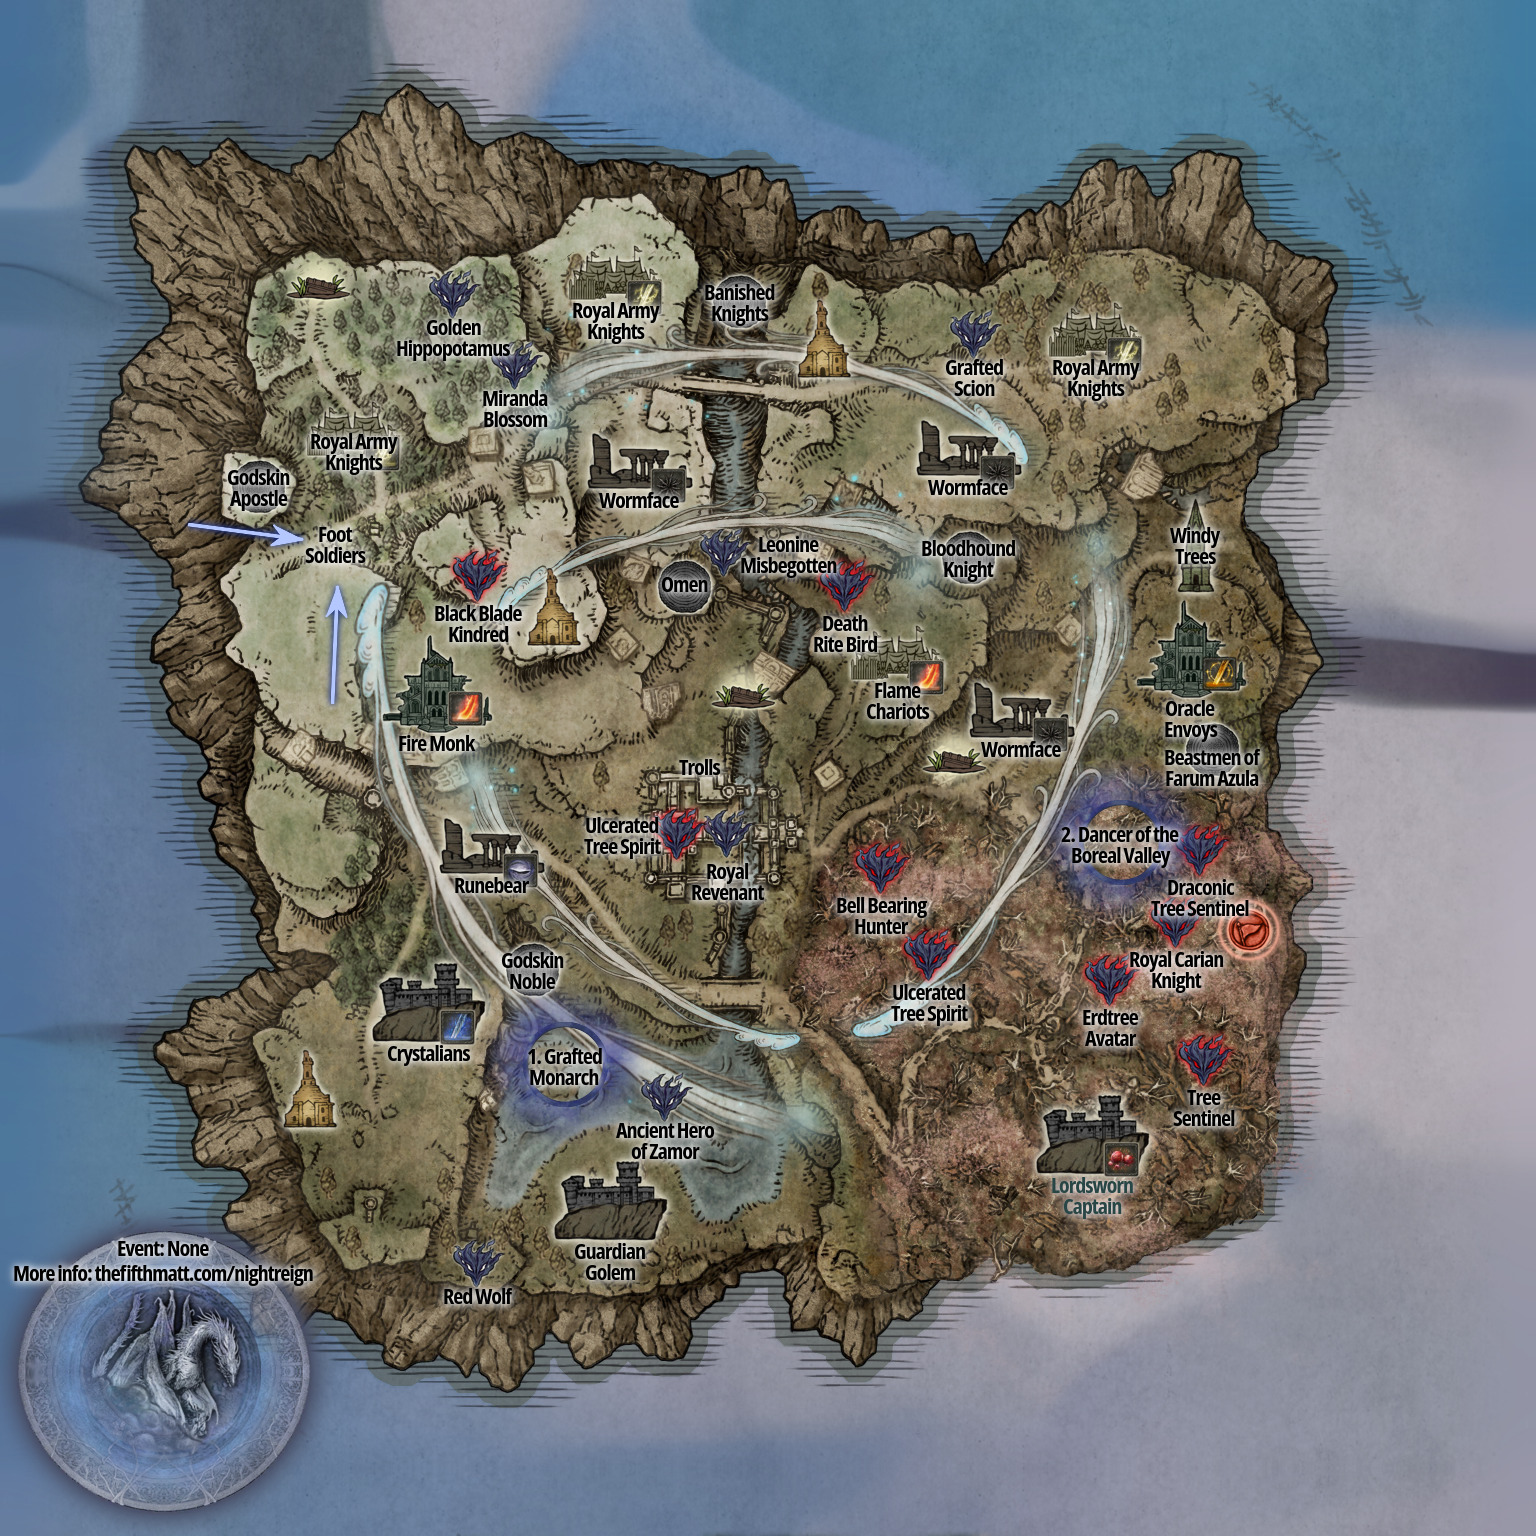 Golden
Hippopotamus
Royal Army
Knights
Banished
Knights
Miranda
Blossom
Grafted
Scion
Royal Army
Knights
Royal Army
Knights
Godskin
Apostle
Wormface
Wormface
Foot
Soldiers
Windy
Trees
Leonine
Misbegotten
Bloodhound
Knight
Omen
Black Blade
Kindred
Death
Rite Bird
Flame
Chariots
Oracle
Envoys
Fire Monk
Wormface
Beastmen of
Farum Azula
Trolls
Ulcerated
Tree Spirit
Royal
Revenant
2. Dancer of the
Boreal Valley
Runebear
Draconic
Tree Sentinel
Bell Bearing
Hunter
Godskin
Noble
Royal Carian
Knight
Ulcerated
Tree Spirit
Erdtree
Avatar
Crystalians
1. Grafted
Monarch
Tree
Sentinel
Ancient Hero
of Zamor
Lordsworn
Captain
Guardian
Golem
Red Wolf
Event: None
More info: thefifthmatt.com/nightreign